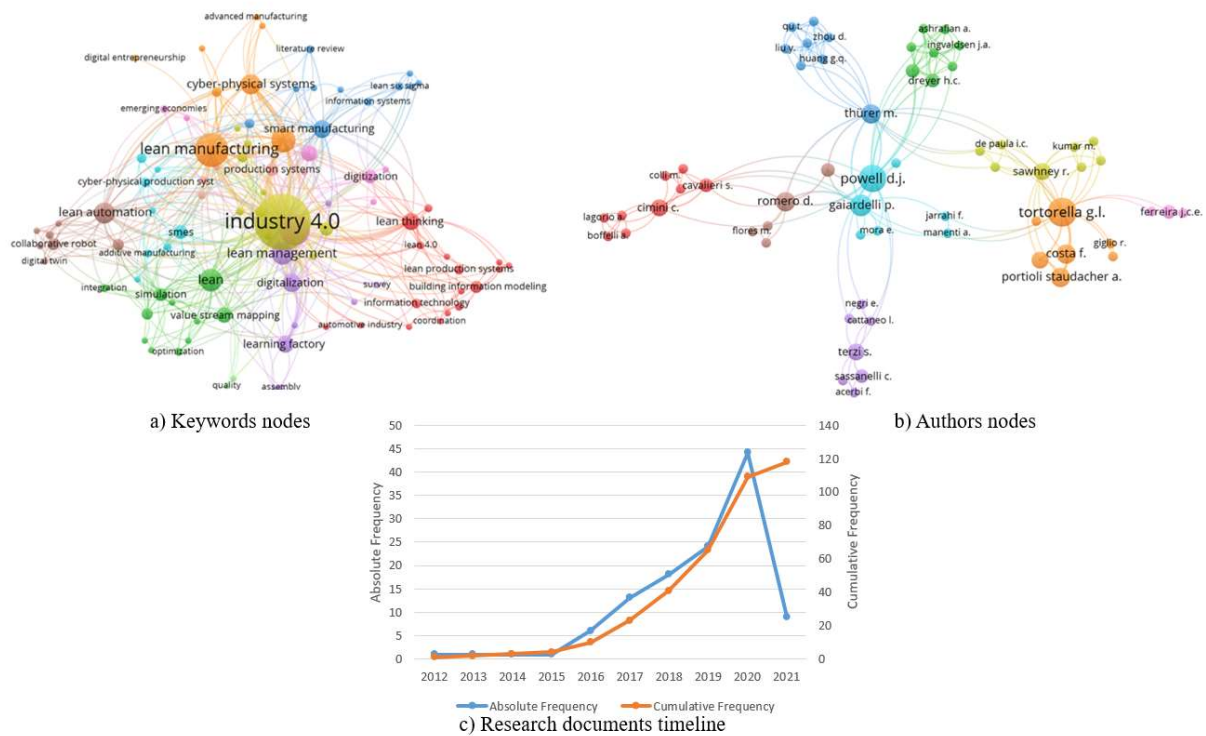 advanced manufacturing
digital entrepreneurship
literature review
cyber-physical systems
lean six sigma
information systems
emerging economies
smart manufacturing
lean manufacturing
production systems
cyber-physical production syst
digitization
lean automation
industry 4.0
lean thinking
smes
collaborative robot
lean 4.0
additive manufacturing
lean management
digital twin
lean production systems
integration
lean
digitalization
survey
building information modeling
simulation
information technology
value stream mapping
automotive industry
coordination
optimization
learning factory
quality
assembly
a) Keywords nodes
qu t.
zhou d.
liu y.
huang g.q.
ashrafian a.
ingvaldsen j.a.
dreyer h.c.
thürer m.
de paula i.c.
kumar m.
sawhney r.
colli m.
cavalieri s.
powell d.j.
cimini c.
romero d.
gaiardelli p.
lagorio a.
boffelli a.
flores m.
mora e.
jarrahi f.
manenti a.
tortorella g.l.
ferreira j.c.e.
costa f.
giglio r.
portioli staudacher a.
negri e.
cattaneo l.
terzi s.
sassanelli c.
acerbi f.
b) Authors nodes
50
45
40
35
30
25
20
15
10
5
0
Absolute Frequency
140
120
100
80
60
40
20
0
Cumulative Frequency
2012 2013 2014 2015 2016 2017 2018 2019 2020 2021
Absolute Frequency Cumulative Frequency
c) Research documents timeline